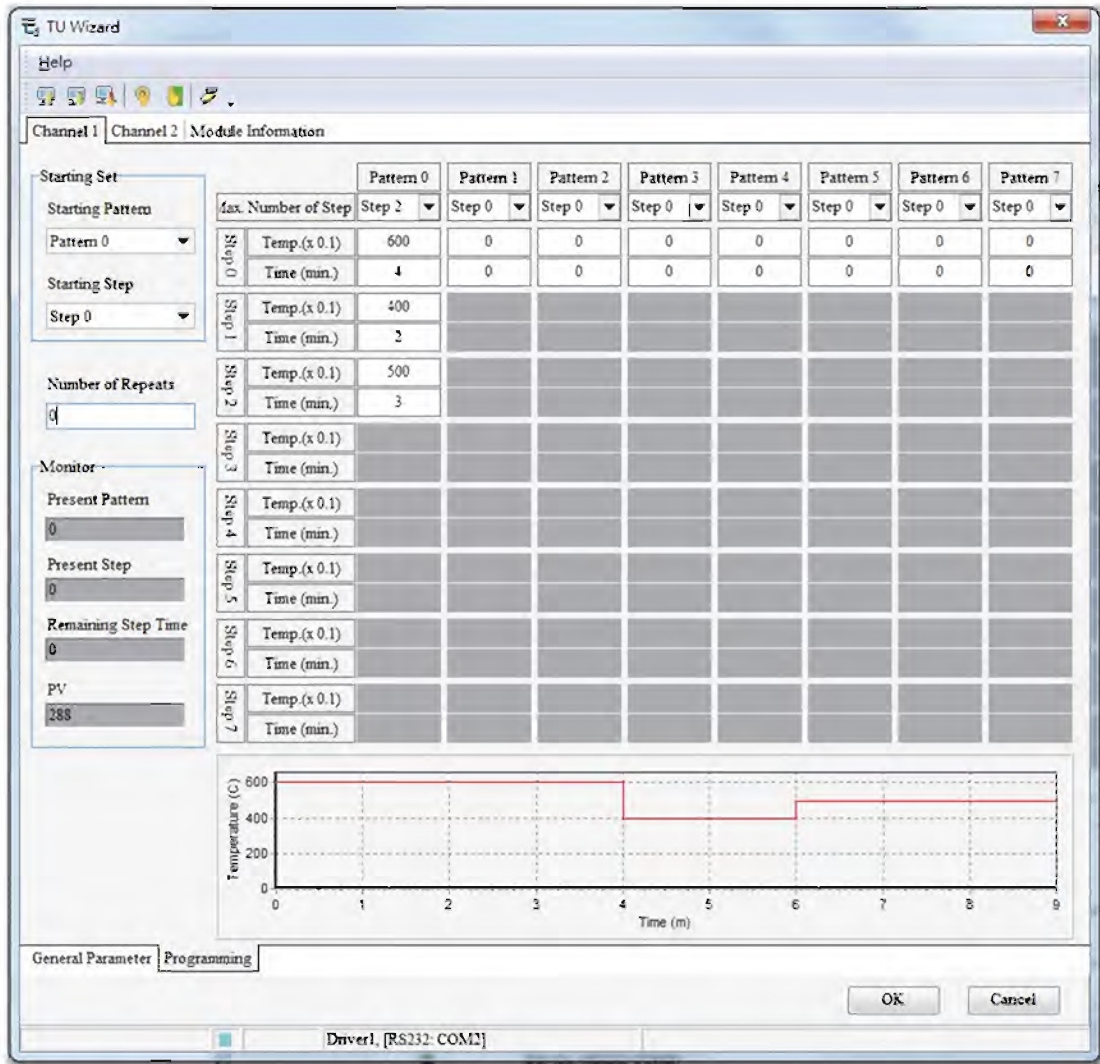 TU Wizard
Help
Channel 1 Channel 2 Module Information
Starting Set
Starting Pattern
Pattern 0
Starting Step
Step 0
Number of Repeats
0
Monitor
Present Pattern
0
Present Step
0
Remaining Step Time
0
PV
288
Pattern 0 Pattern 1 Pattern 2 Pattern 3 Pattern 4 Pattern 5 Pattern 6 Pattern 7
Max. Number of Step Step 2 Step 0 Step 0 Step 0 Step 0 Step 0 Step 0 Step 0
Step 0
Temp.(x 0.1) 600 0 0 0 0 0 0 0
Time (min.) 4 0 0 0 0 0 0 0
Step 1
Temp.(x 0.1) 400
Time (min.) 2
Step 2
Temp.(x 0.1) 500
Time (min.) 3
Step 3
Temp.(x 0.1)
Time (min.)
Step 4
Temp.(x 0.1)
Time (min.)
Step 5
Temp.(x 0.1)
Time (min.)
Step 6
Temp.(x 0.1)
Time (min.)
Step 7
Temp.(x 0.1)
Time (min.)
Temperature (C)
600
400
200
0
0 1 2 3 4 5 6 7 8 9
Time (m)
General Parameter Programming
OK Cancel
Driver1, [RS232: COM2]